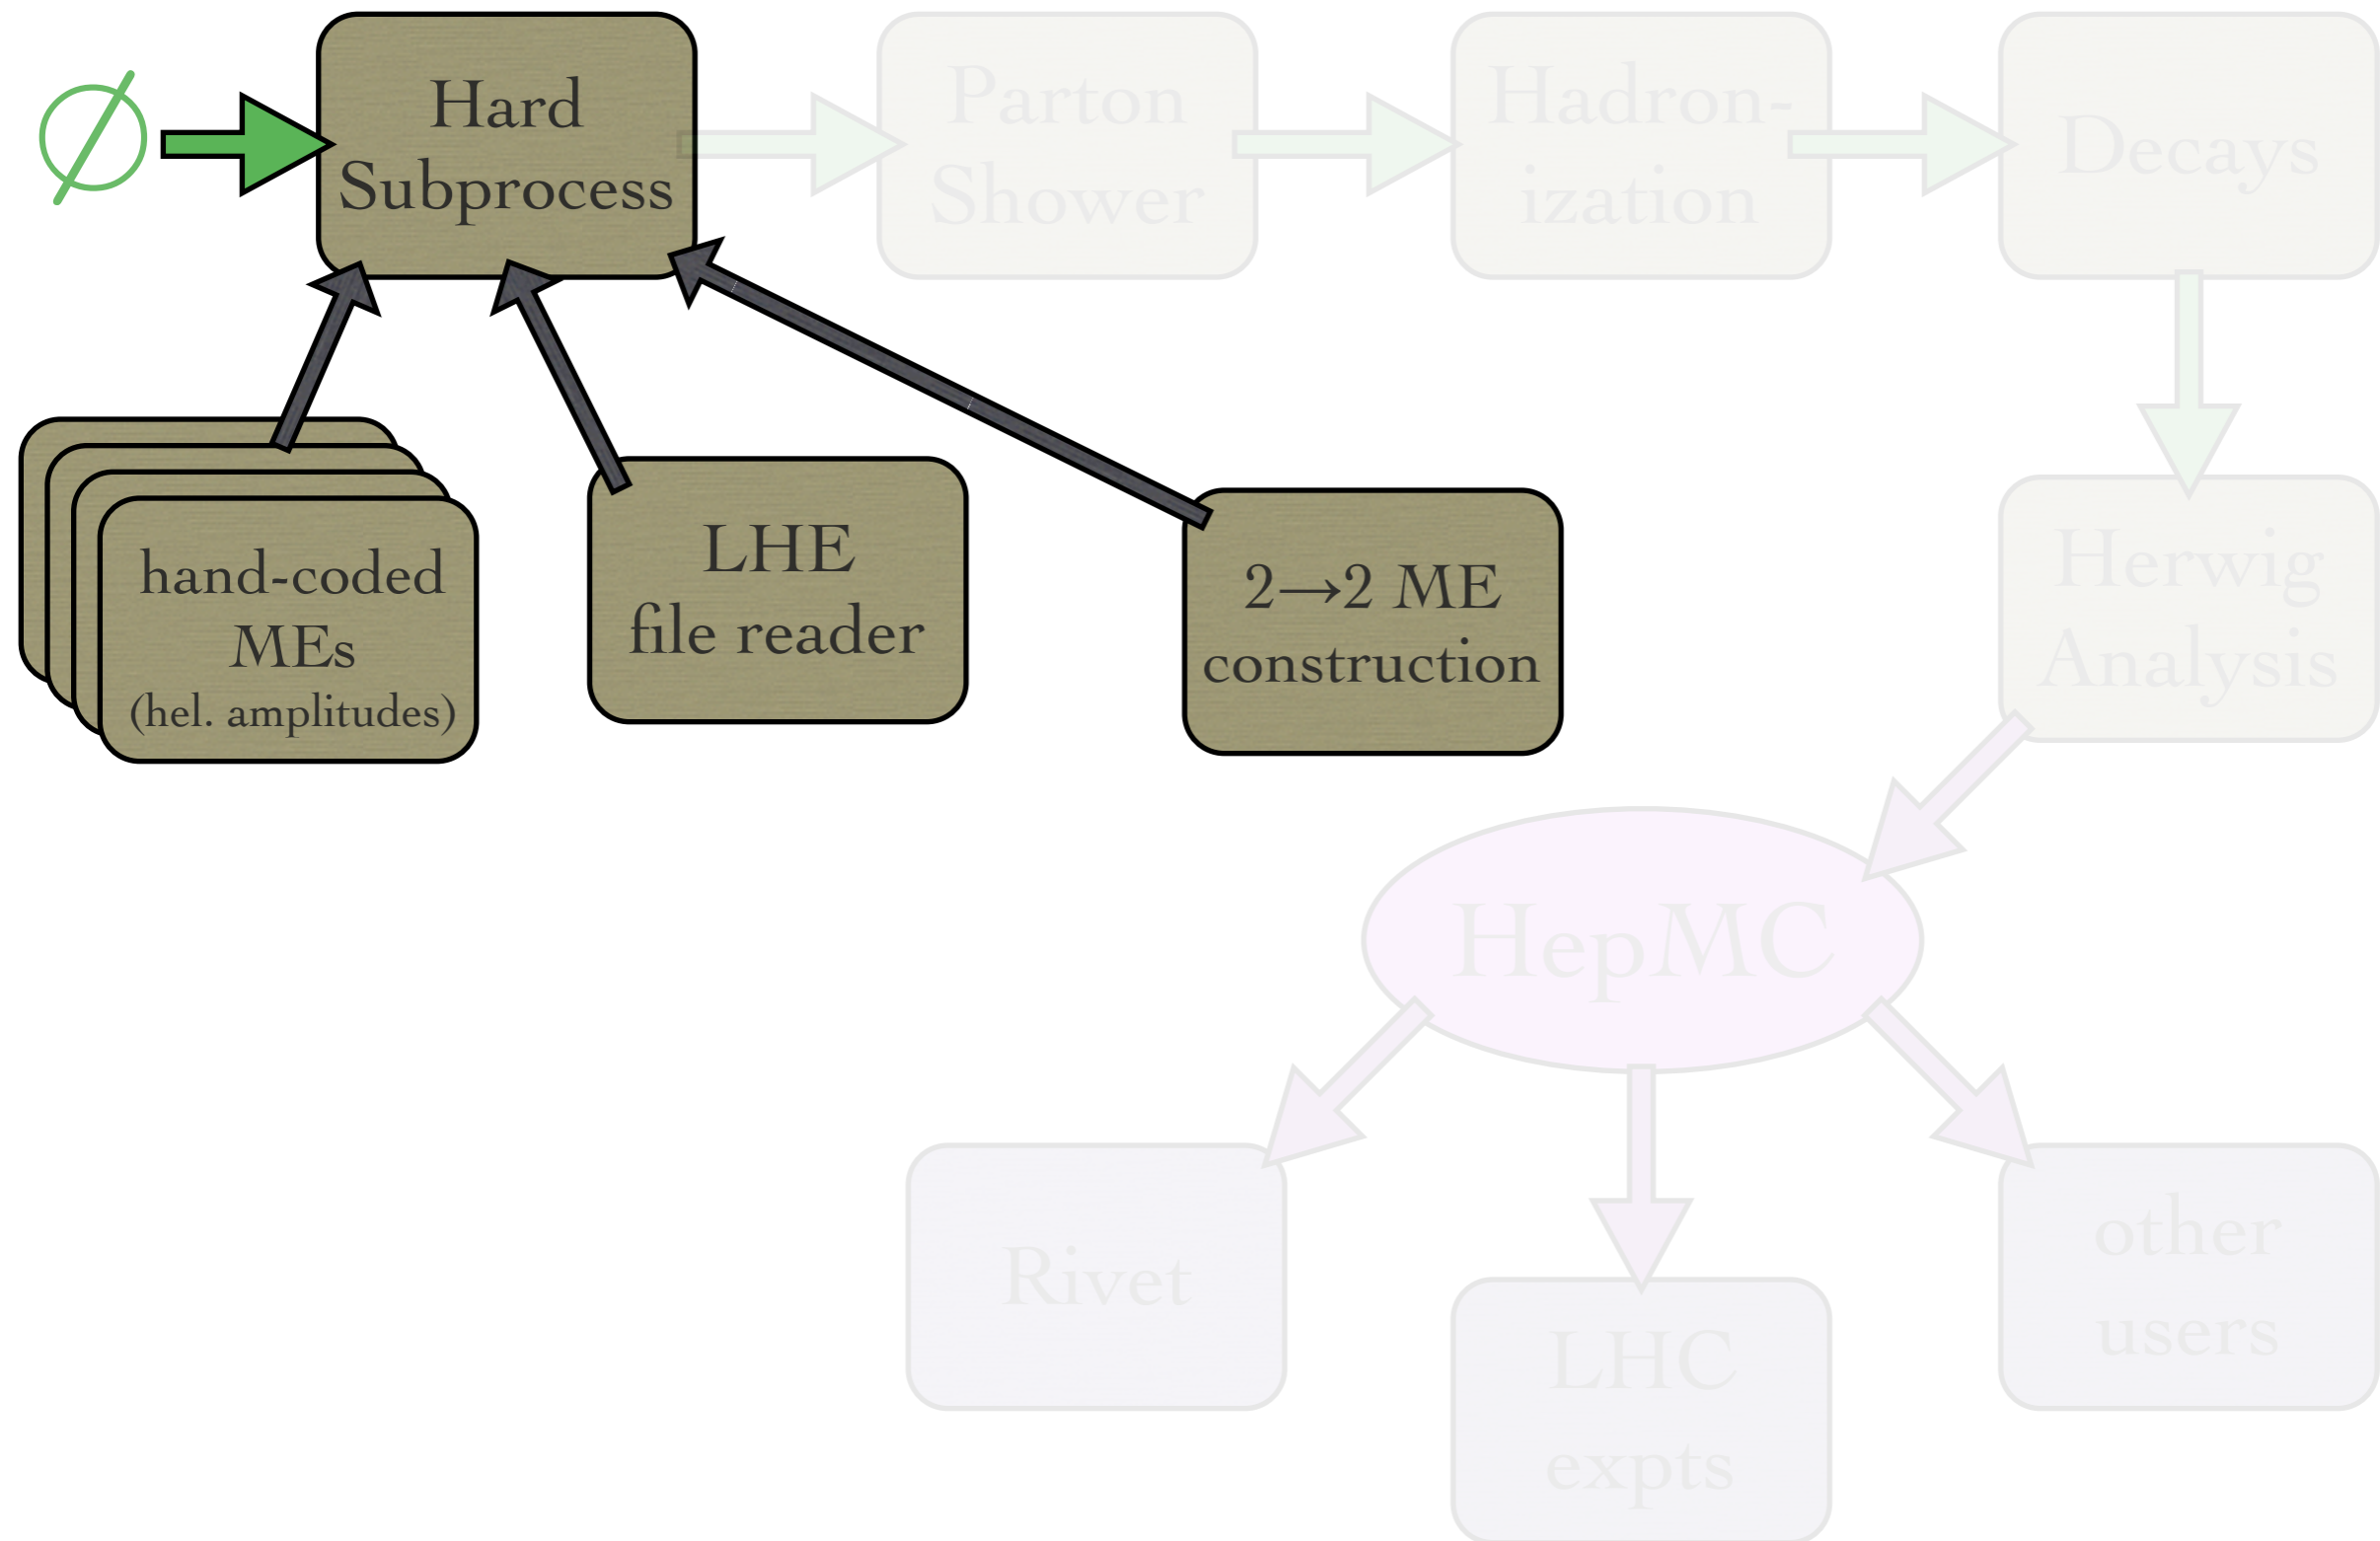 ∅
Hard
Subprocess
Parton
Shower
Hadron-
ization
Decays
hand-coded
MEs
(hel. amplitudes)
LHE
file reader
2→2 ME
construction
Herwig
Analysis
HepMC
Rivet
LHC
expts
other
users